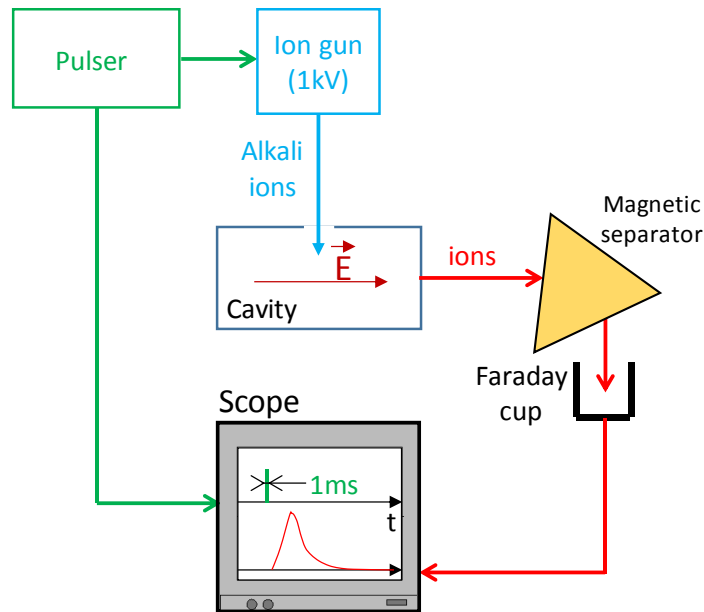 Pulser
Ion gun
(1kV)
Alkali
ions
Magnetic
separator
E
ions
Cavity
Faraday
cup
Scope
1ms
t